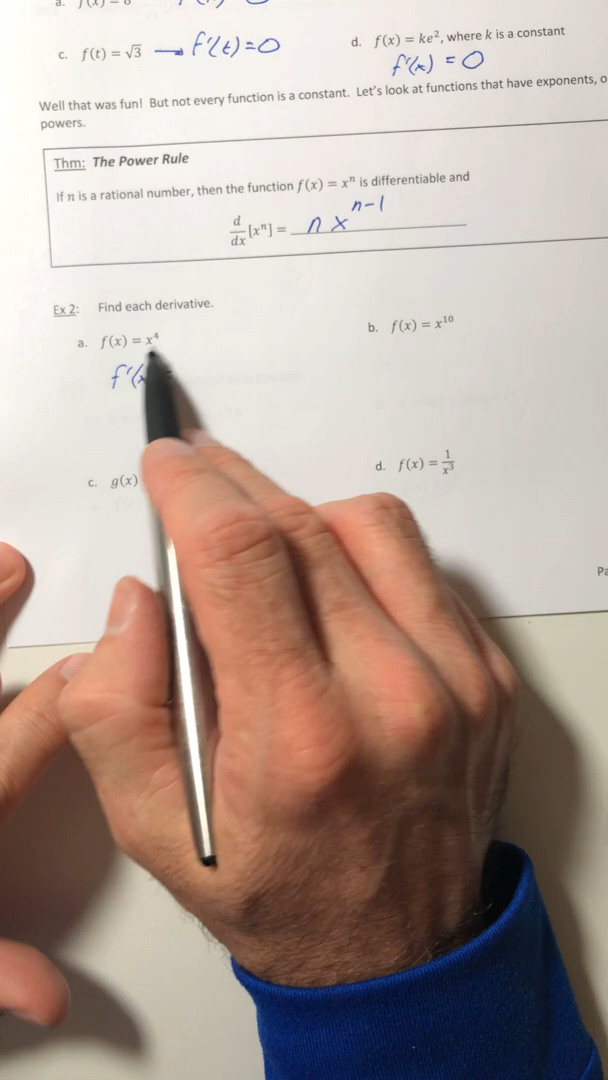 c. f(t) = √3 → f'(t)=0
d. f(x) = ke², where k is a constant
f'(x) = 0
Well that was fun! But not every function is a constant. Let's look at functions that have exponents, o
powers.
Thm: The Power Rule
If n is a rational number, then the function f(x) = xⁿ is differentiable and
d/dx [xⁿ] = n xⁿ⁻¹
Ex 2: Find each derivative.
a. f(x) = x⁴
b. f(x) = x¹⁰
f'(x
c. g(x)
d. f(x) = 1/x³